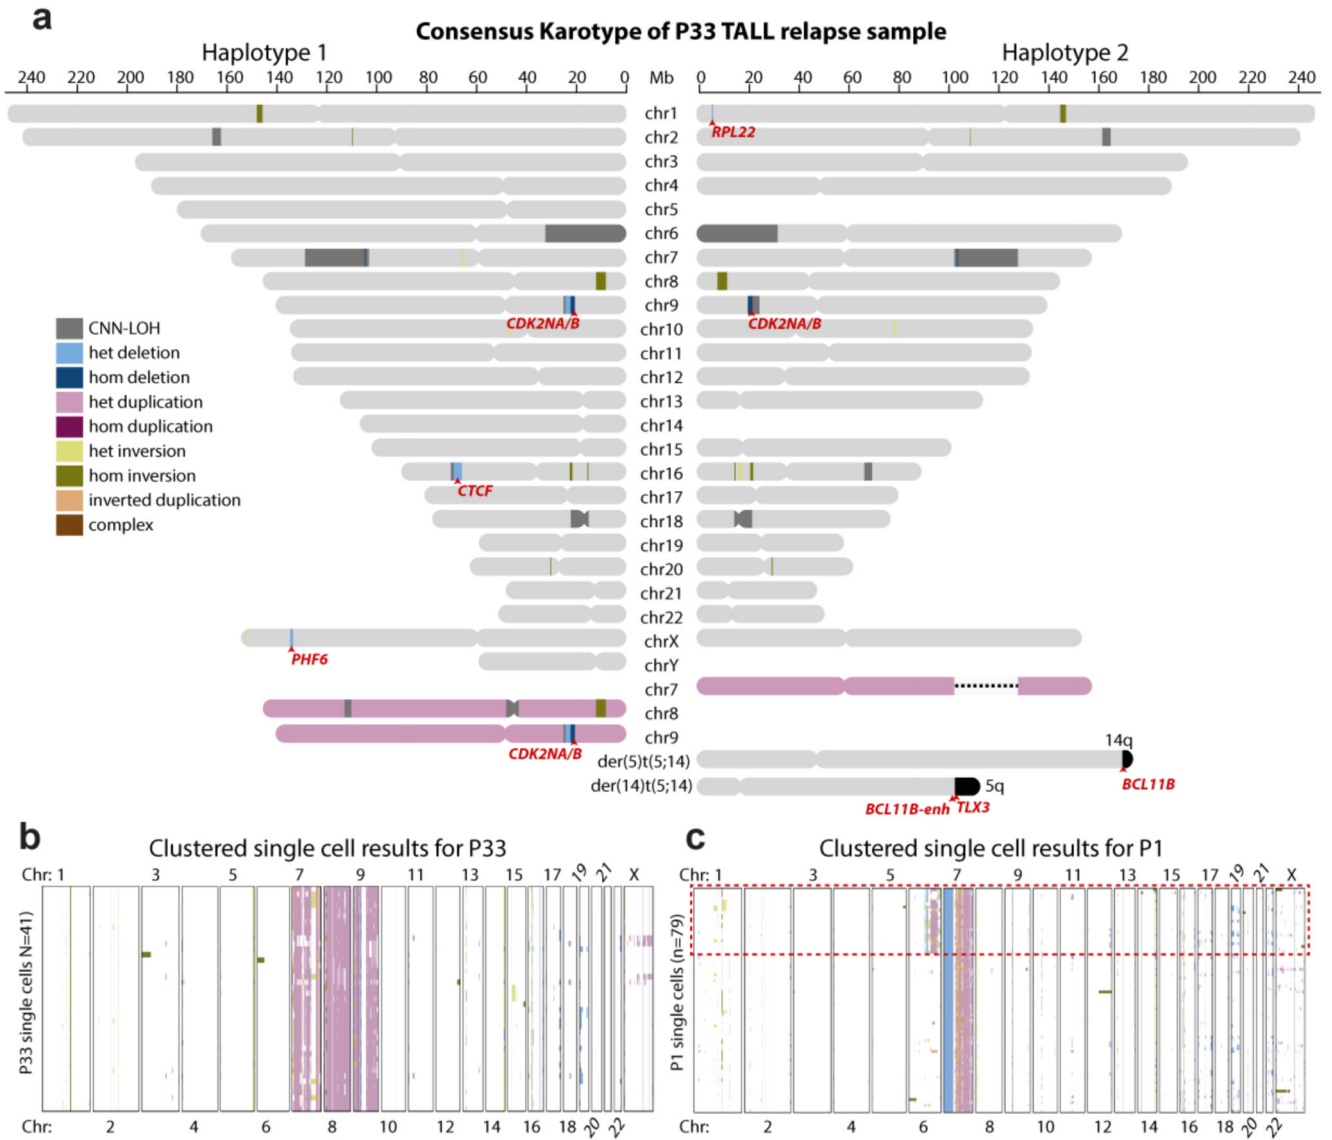 a
Consensus Karotype of P33 TALL relapse sample
Haplotype 1
Haplotype 2
240 220 200 180 160 140 120 100 80 60 40 20 0 Mb 0 20 40 60 80 100 120 140 160 180 200 220 240
chr1
RPL22
chr2
chr3
chr4
chr5
chr6
chr7
chr8
chr9
CDK2NA/B
CDK2NA/B
chr10
chr11
chr12
chr13
chr14
chr15
chr16
CTCF
chr17
chr18
chr19
chr20
chr21
chr22
chrX
PHF6
chrY
chr7
chr8
chr9
CDK2NA/B
14q
der(5)t(5;14)
BCL11B
der(14)t(5;14)
5q
BCL11B-enh
TLX3
CNN-LOH
het deletion
hom deletion
het duplication
hom duplication
het inversion
hom inversion
inverted duplication
complex
b
Clustered single cell results for P33
Chr: 1 3 5 7 9 11 13 15 17 19 21 X
P33 single cells N=41)
Chr: 2 4 6 8 10 12 14 16 18 20 22
c
Clustered single cell results for P1
Chr: 1 3 5 7 9 11 13 15 17 19 21 X
P1 single cells (n=79)
Chr: 2 4 6 8 10 12 14 16 18 20 22